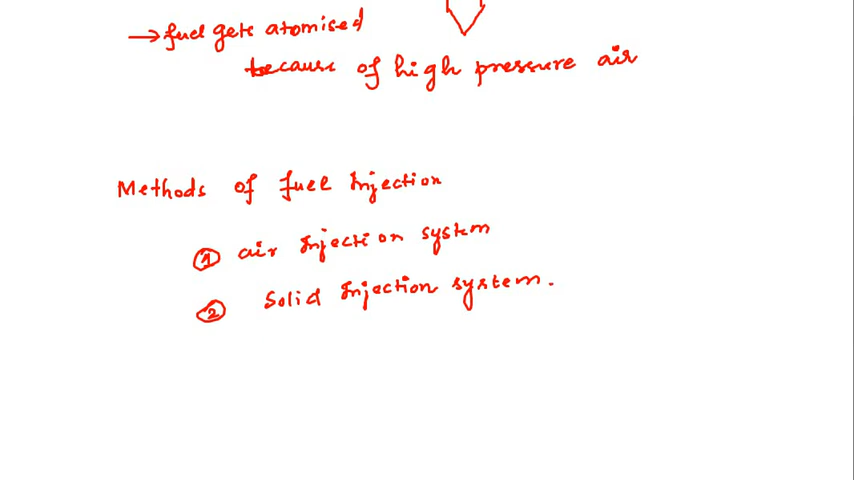 → fuel gets atomised
because of high pressure air
Methods of fuel Injection
① air Injection system
② Solid Injection system.